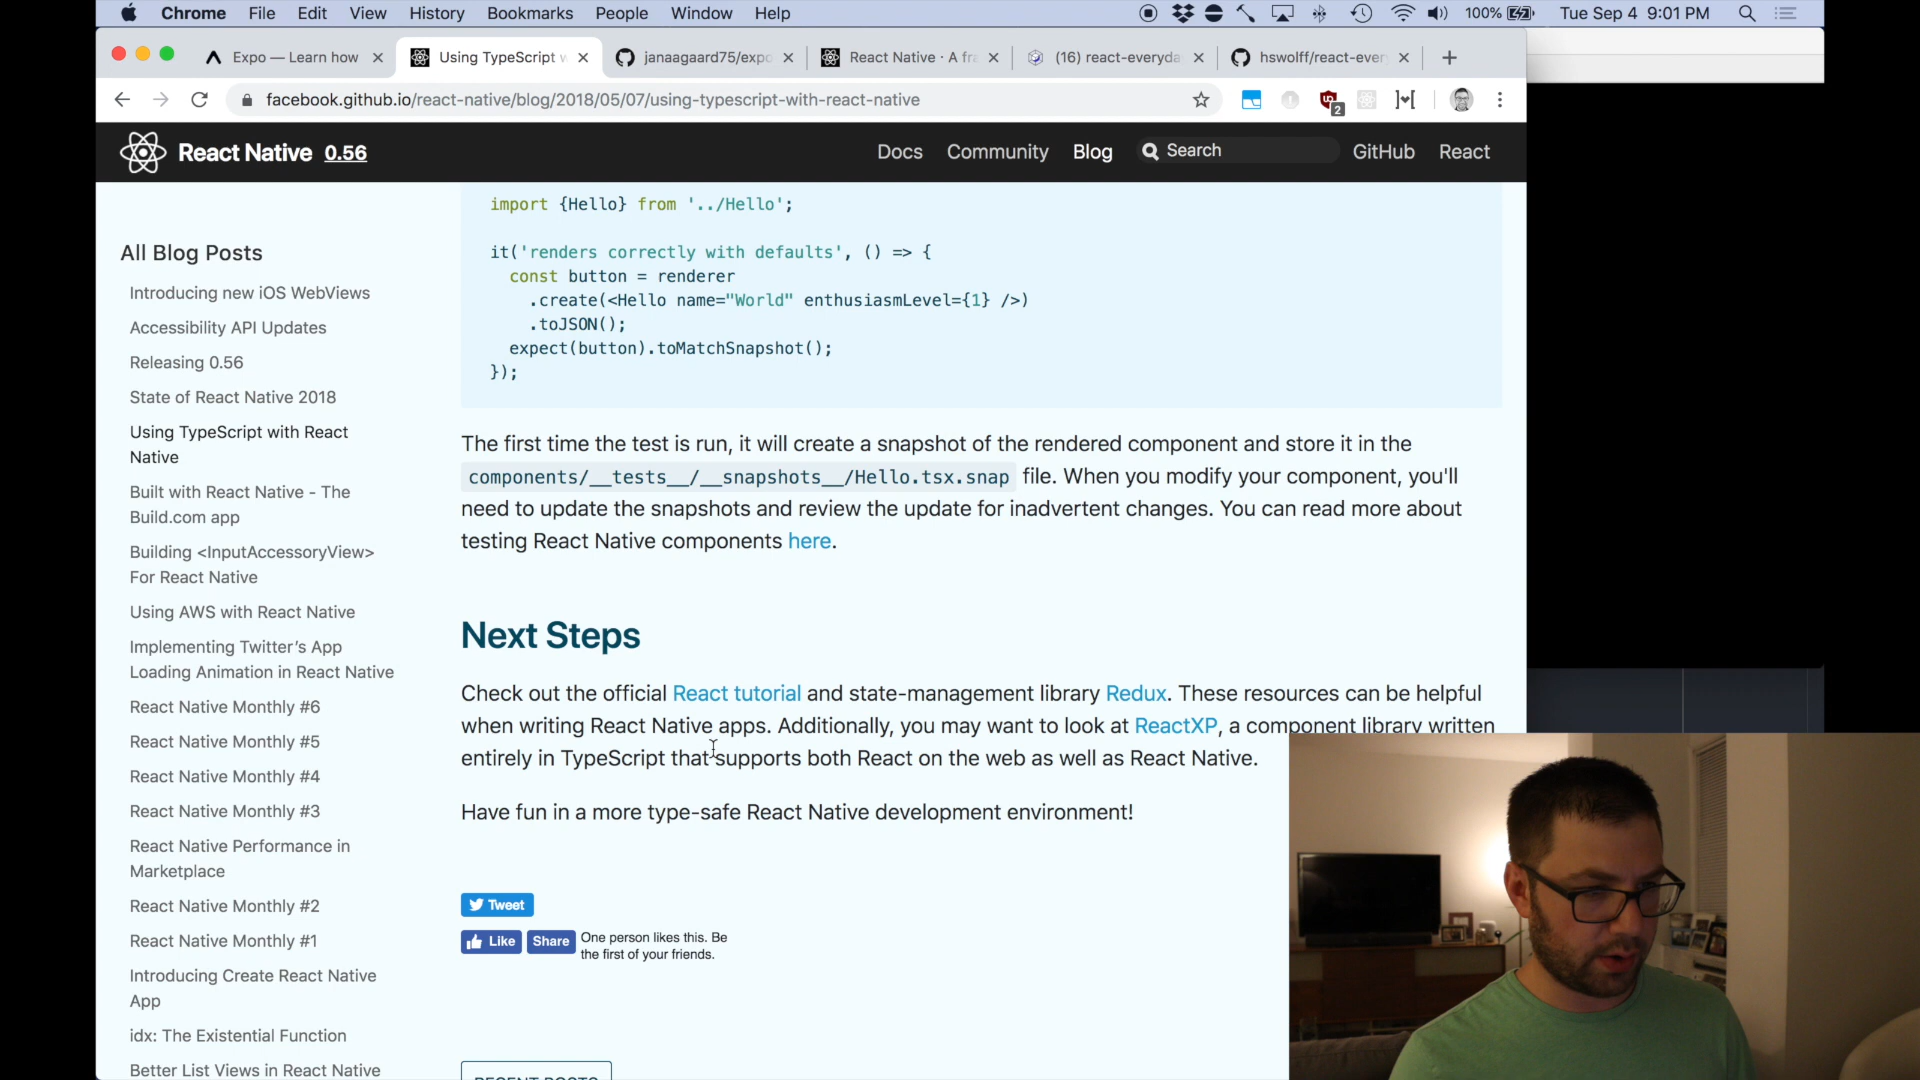 Chrome File Edit View History Bookmarks People Window Help 100% Tue Sep 4 9:01 PM
Expo — Learn how
Using TypeScript w
janaagaard75/expo
React Native · A fra
(16) react-everyda
hswolff/react-every
facebook.github.io/react-native/blog/2018/05/07/using-typescript-with-react-native
2
React Native 0.56
Docs Community Blog Search GitHub React
All Blog Posts
Introducing new iOS WebViews
Accessibility API Updates
Releasing 0.56
State of React Native 2018
Using TypeScript with React
Native
Built with React Native - The
Build.com app
Building <InputAccessoryView>
For React Native
Using AWS with React Native
Implementing Twitter’s App
Loading Animation in React Native
React Native Monthly #6
React Native Monthly #5
React Native Monthly #4
React Native Monthly #3
React Native Performance in
Marketplace
React Native Monthly #2
React Native Monthly #1
Introducing Create React Native
App
idx: The Existential Function
Better List Views in React Native
import {Hello} from '../Hello';
it('renders correctly with defaults', () => {
const button = renderer
.create(<Hello name="World" enthusiasmLevel={1} />)
.toJSON();
expect(button).toMatchSnapshot();
});
The first time the test is run, it will create a snapshot of the rendered component and store it in the
components/__tests__/__snapshots__/Hello.tsx.snap file. When you modify your component, you'll
need to update the snapshots and review the update for inadvertent changes. You can read more about
testing React Native components here.
Next Steps
Check out the official React tutorial and state-management library Redux. These resources can be helpful
when writing React Native apps. Additionally, you may want to look at ReactXP, a component library written
entirely in TypeScript that supports both React on the web as well as React Native.
Have fun in a more type-safe React Native development environment!
Tweet
Like Share One person likes this. Be
the first of your friends.
RECENT POSTS